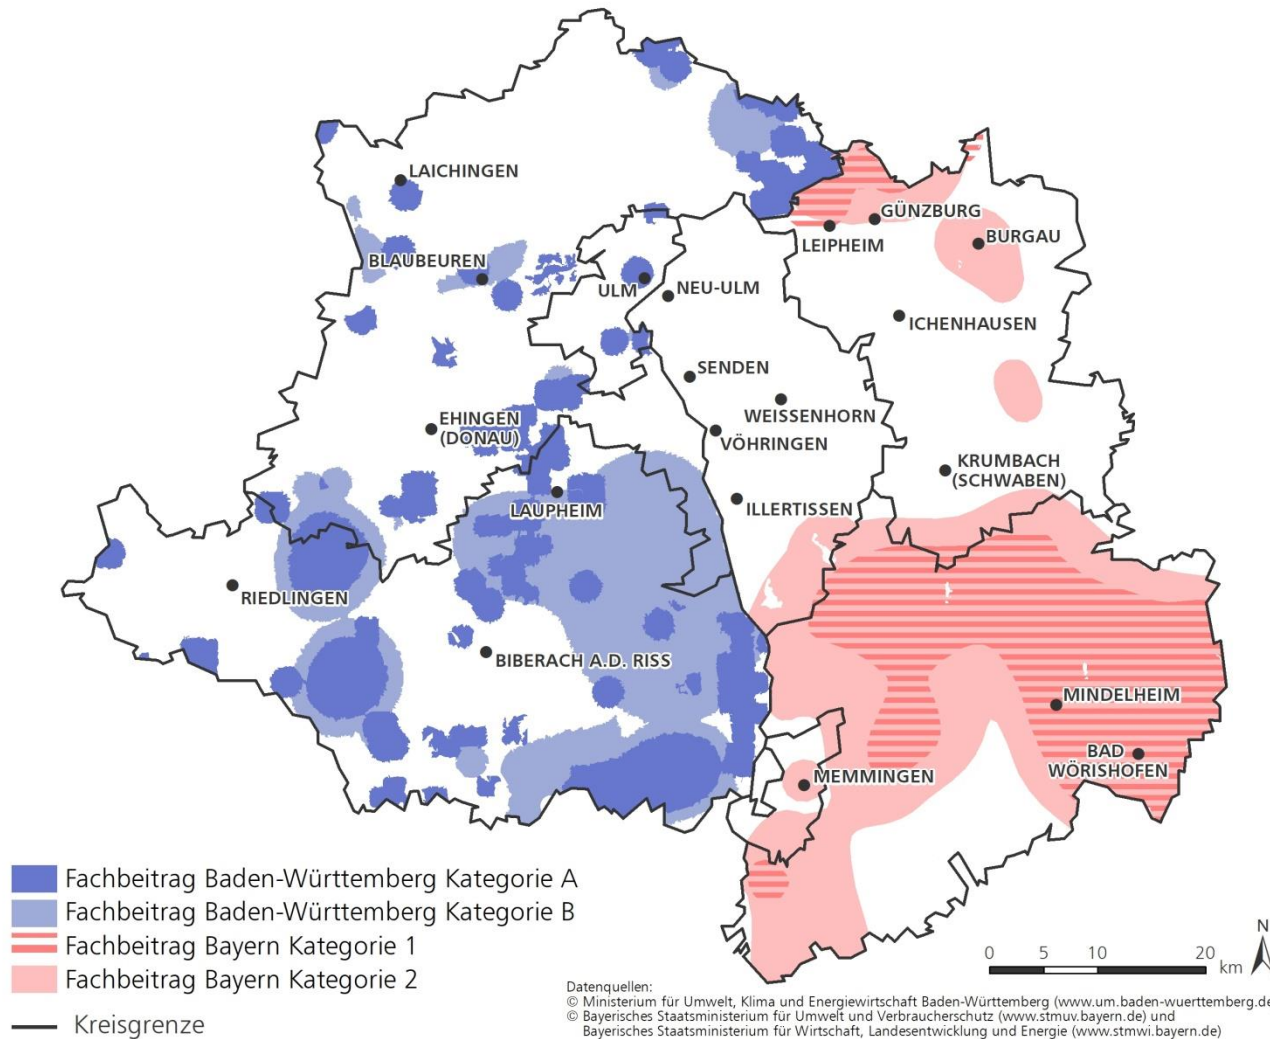 LAICHINGEN
GÜNZBURG
LEIPHEIM
BURGAU
BLAUBEUREN
ULM
NEU-ULM
ICHENHAUSEN
SENDEN
WEISSENHORN
EHINGEN
(DONAU)
VÖHRINGEN
KRUMBACH
(SCHWABEN)
LAUPHEIM
ILLERTISSEN
RIEDLINGEN
BIBERACH A.D. RISS
MINDELHEIM
BAD
WÖRISHOFEN
MEMMINGEN
Fachbeitrag Baden-Württemberg Kategorie A
Fachbeitrag Baden-Württemberg Kategorie B
Fachbeitrag Bayern Kategorie 1
Fachbeitrag Bayern Kategorie 2
Kreisgrenze
N
0 5 10 20
km
Datenquellen:
© Ministerium für Umwelt, Klima und Energiewirtschaft Baden-Württemberg (www.um.baden-wuerttemberg.de
© Bayerisches Staatsministerium für Umwelt und Verbraucherschutz (www.stmuv.bayern.de) und
Bayerisches Staatsministerium für Wirtschaft, Landesentwicklung und Energie (www.stmwi.bayern.de)